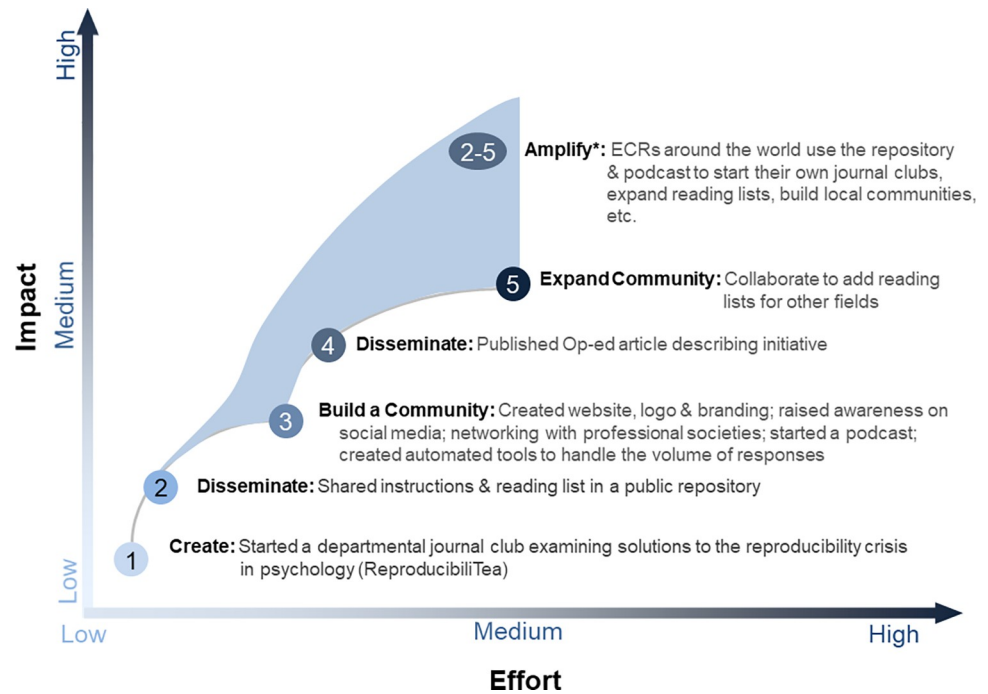 High
2-5
Amplify*: ECRs around the world use the repository
& podcast to start their own journal clubs,
expand reading lists, build local communities,
etc.
Impact
Medium
5
Expand Community: Collaborate to add reading
lists for other fields
4
Disseminate: Published Op-ed article describing initiative
3
Build a Community: Created website, logo & branding; raised awareness on
social media; networking with professional societies; started a podcast;
created automated tools to handle the volume of responses
2
Disseminate: Shared instructions & reading list in a public repository
1
Create: Started a departmental journal club examining solutions to the reproducibility crisis
in psychology (ReproducibiliTea)
Low
Low
Medium
High
Effort